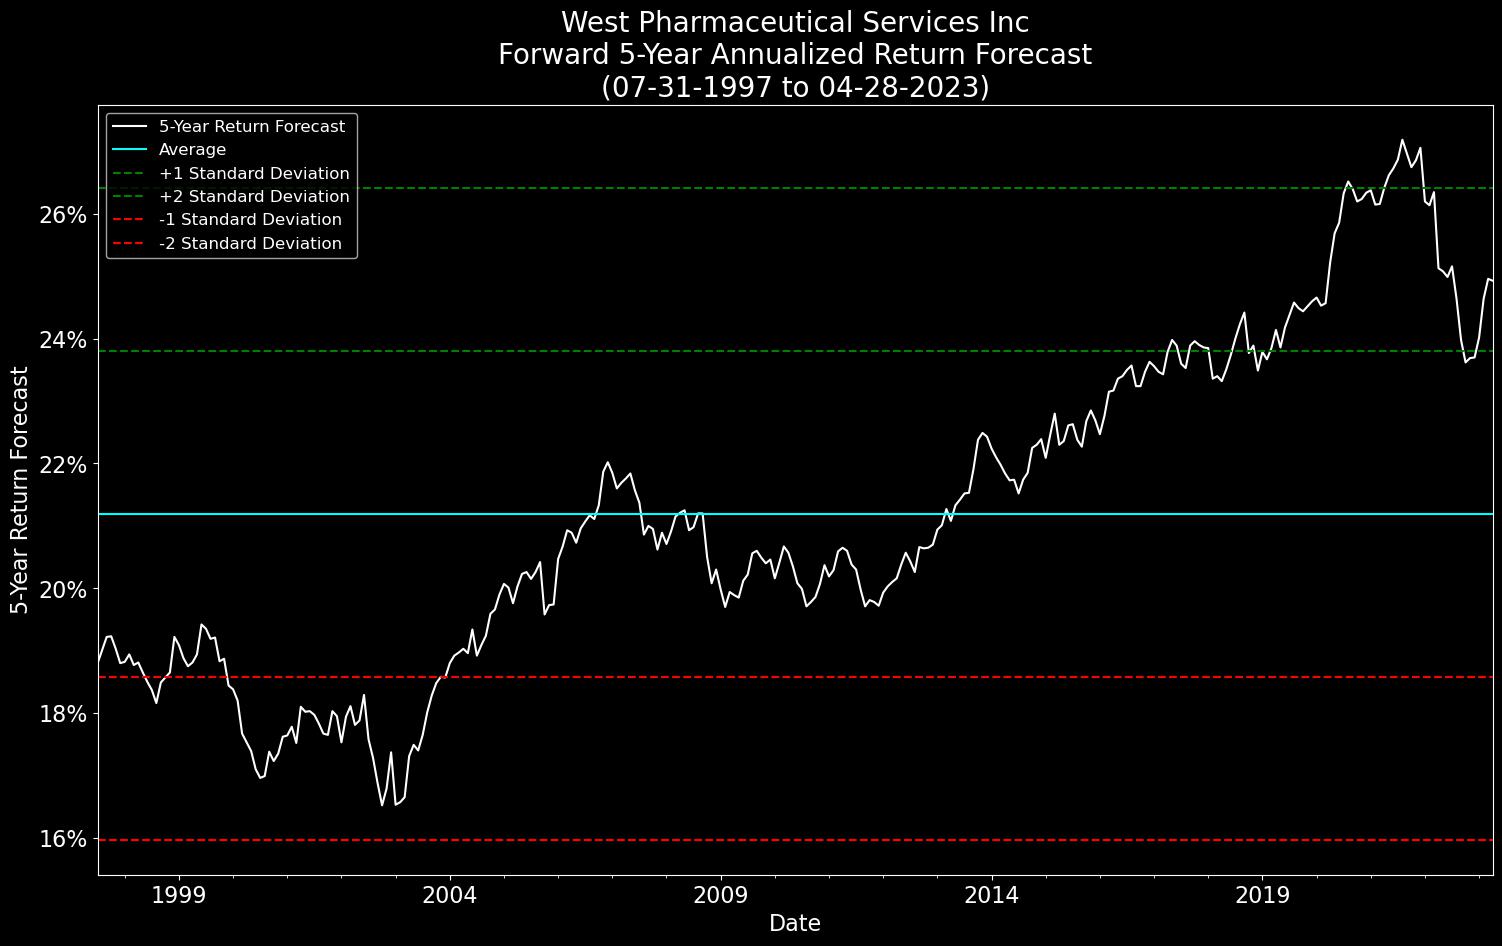 West Pharmaceutical Services Inc
Forward 5-Year Annualized Return Forecast
(07-31-1997 to 04-28-2023)
5-Year Return Forecast
Average
+1 Standard Deviation
+2 Standard Deviation
-1 Standard Deviation
-2 Standard Deviation
26%
24%
22%
20%
18%
16%
5-Year Return Forecast
1999
2004
2009
2014
2019
Date